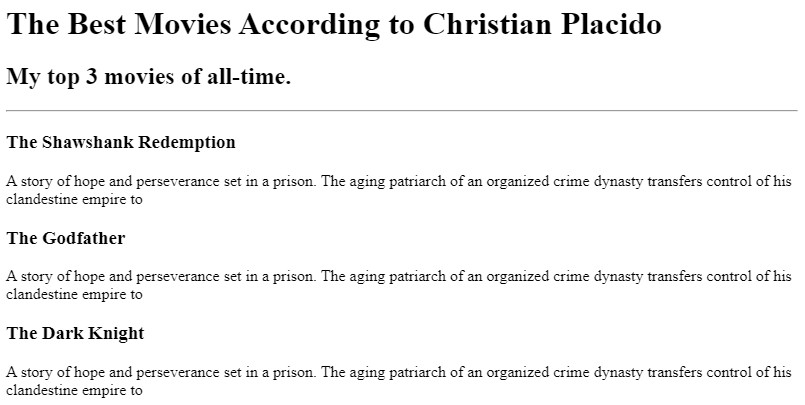 The Best Movies According to Christian Placido
My top 3 movies of all-time.
The Shawshank Redemption
A story of hope and perseverance set in a prison. The aging patriarch of an organized crime dynasty transfers control of his
clandestine empire to
The Godfather
A story of hope and perseverance set in a prison. The aging patriarch of an organized crime dynasty transfers control of his
clandestine empire to
The Dark Knight
A story of hope and perseverance set in a prison. The aging patriarch of an organized crime dynasty transfers control of his
clandestine empire to